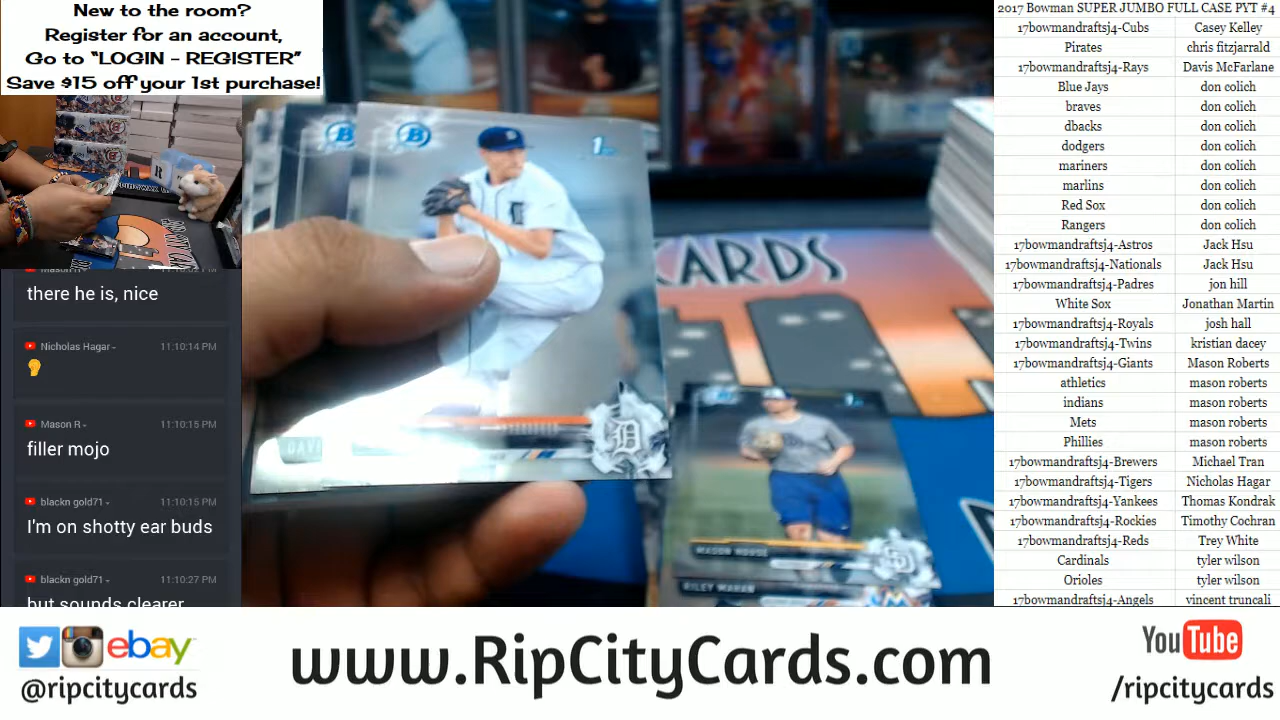 New to the room?
Register for an account,
Go to “LOGIN – REGISTER”
Save $15 off your 1st purchase!
there he is, nice
Nicholas Hagar 11:10:14 PM
Mason R 11:10:15 PM
filler mojo
blackn gold71 11:10:15 PM
I'm on shotty ear buds
blackn gold71 11:10:27 PM
but sounds clearer
CARDS
MASON HOUSE
RILEY MAHAN
2017 Bowman SUPER JUMBO FULL CASE PYT #4
17bowmandraftsj4-Cubs Casey Kelley
Pirates chris fitzjarrald
17bowmandraftsj4-Rays Davis McFarlane
Blue Jays don colich
braves don colich
dbacks don colich
dodgers don colich
mariners don colich
marlins don colich
Red Sox don colich
Rangers don colich
17bowmandraftsj4-Astros Jack Hsu
17bowmandraftsj4-Nationals Jack Hsu
17bowmandraftsj4-Padres jon hill
White Sox Jonathan Martin
17bowmandraftsj4-Royals josh hall
17bowmandraftsj4-Twins kristian dacey
17bowmandraftsj4-Giants Mason Roberts
athletics mason roberts
indians mason roberts
Mets mason roberts
Phillies mason roberts
17bowmandraftsj4-Brewers Michael Tran
17bowmandraftsj4-Tigers Nicholas Hagar
17bowmandraftsj4-Yankees Thomas Kondrak
17bowmandraftsj4-Rockies Timothy Cochran
17bowmandraftsj4-Reds Trey White
Cardinals tyler wilson
Orioles tyler wilson
17bowmandraftsj4-Angels vincent truncali
ebay
@ripcitycards
www.RipCityCards.com
YouTube
/ripcitycards